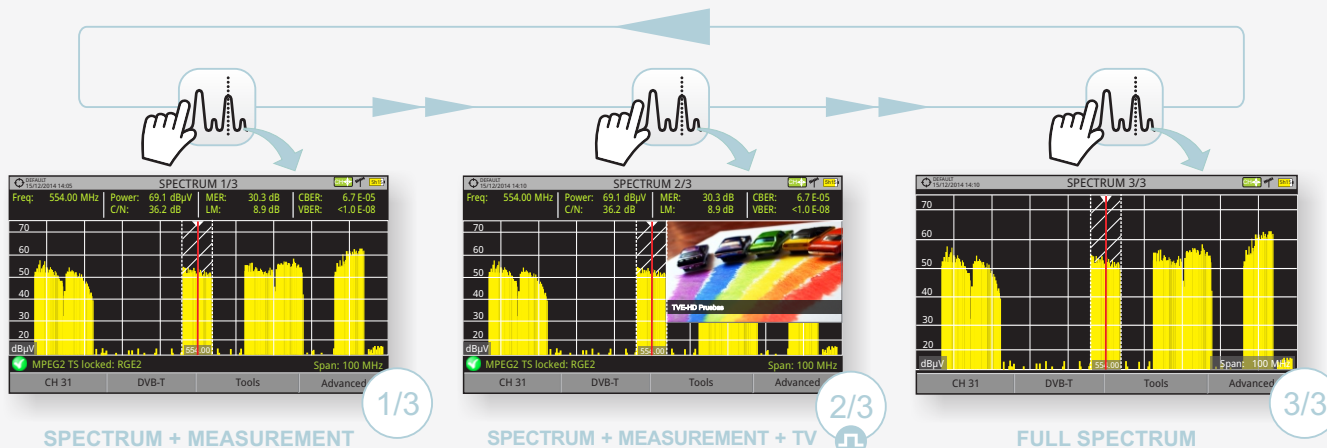 DEFAULT
15/12/2014 14:05
SPECTRUM 1/3
Freq: 554.00 MHz Power: 69.1 dBµV MER: 30.3 dB CBER: 6.7 E-05
C/N: 36.2 dB LM: 8.9 dB VBER: <1.0 E-08
70
60
50
40
30
20
dBµV
554.00
MPEG2 TS locked: RGE2 Span: 100 MHz
CH 31 DVB-T Tools Advanced
1/3
SPECTRUM + MEASUREMENT
DEFAULT
15/12/2014 14:10
SPECTRUM 2/3
Freq: 554.00 MHz Power: 69.1 dBµV MER: 30.3 dB CBER: 6.7 E-05
C/N: 36.2 dB LM: 8.9 dB VBER: <1.0 E-08
70
60
50
40
30
20
TVE-HD Pruebas
dBµV
MPEG2 TS locked: RGE2 Span: 100 MHz
CH 31 DVB-T Tools Advanced
2/3
SPECTRUM + MEASUREMENT + TV
DEFAULT
15/12/2014 14:10
SPECTRUM 3/3
70
60
50
40
30
20
dBµV
554.00
Span: 100 MHz
CH 31 DVB-T Tools Advanced
3/3
FULL SPECTRUM